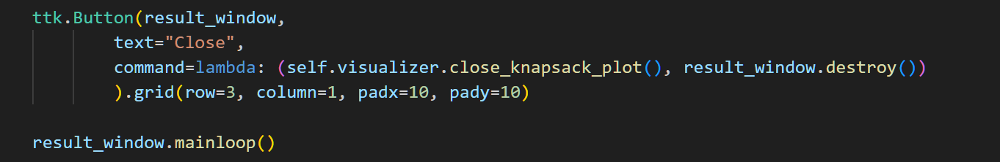 ttk.Button(result_window,
text="Close",
command=lambda: (self.visualizer.close_knapsack_plot(), result_window.destroy())
).grid(row=3, column=1, padx=10, pady=10)
result_window.mainloop()